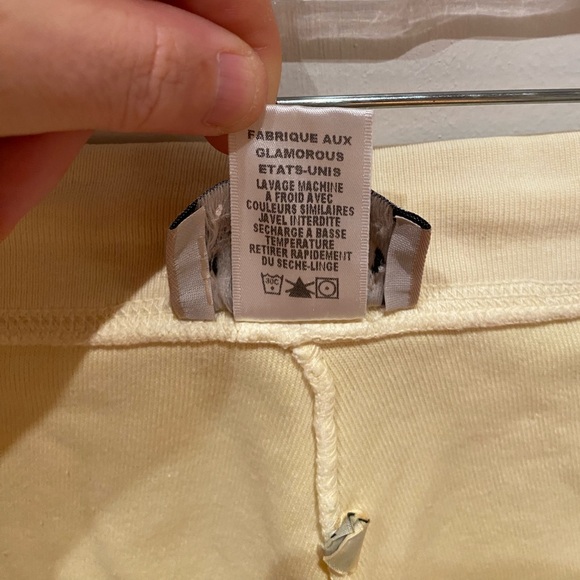 FABRIQUE AUX
GLAMOROUS
ETATS-UNIS
LAVAGE MACHINE
A FROID AVEC
COULEURS SIMILAIRES
JAVEL INTERDITE
SECHARGE A BASSE
TEMPERATURE
RETIRER RAPIDEMENT
DU SECHE-LINGE
30C